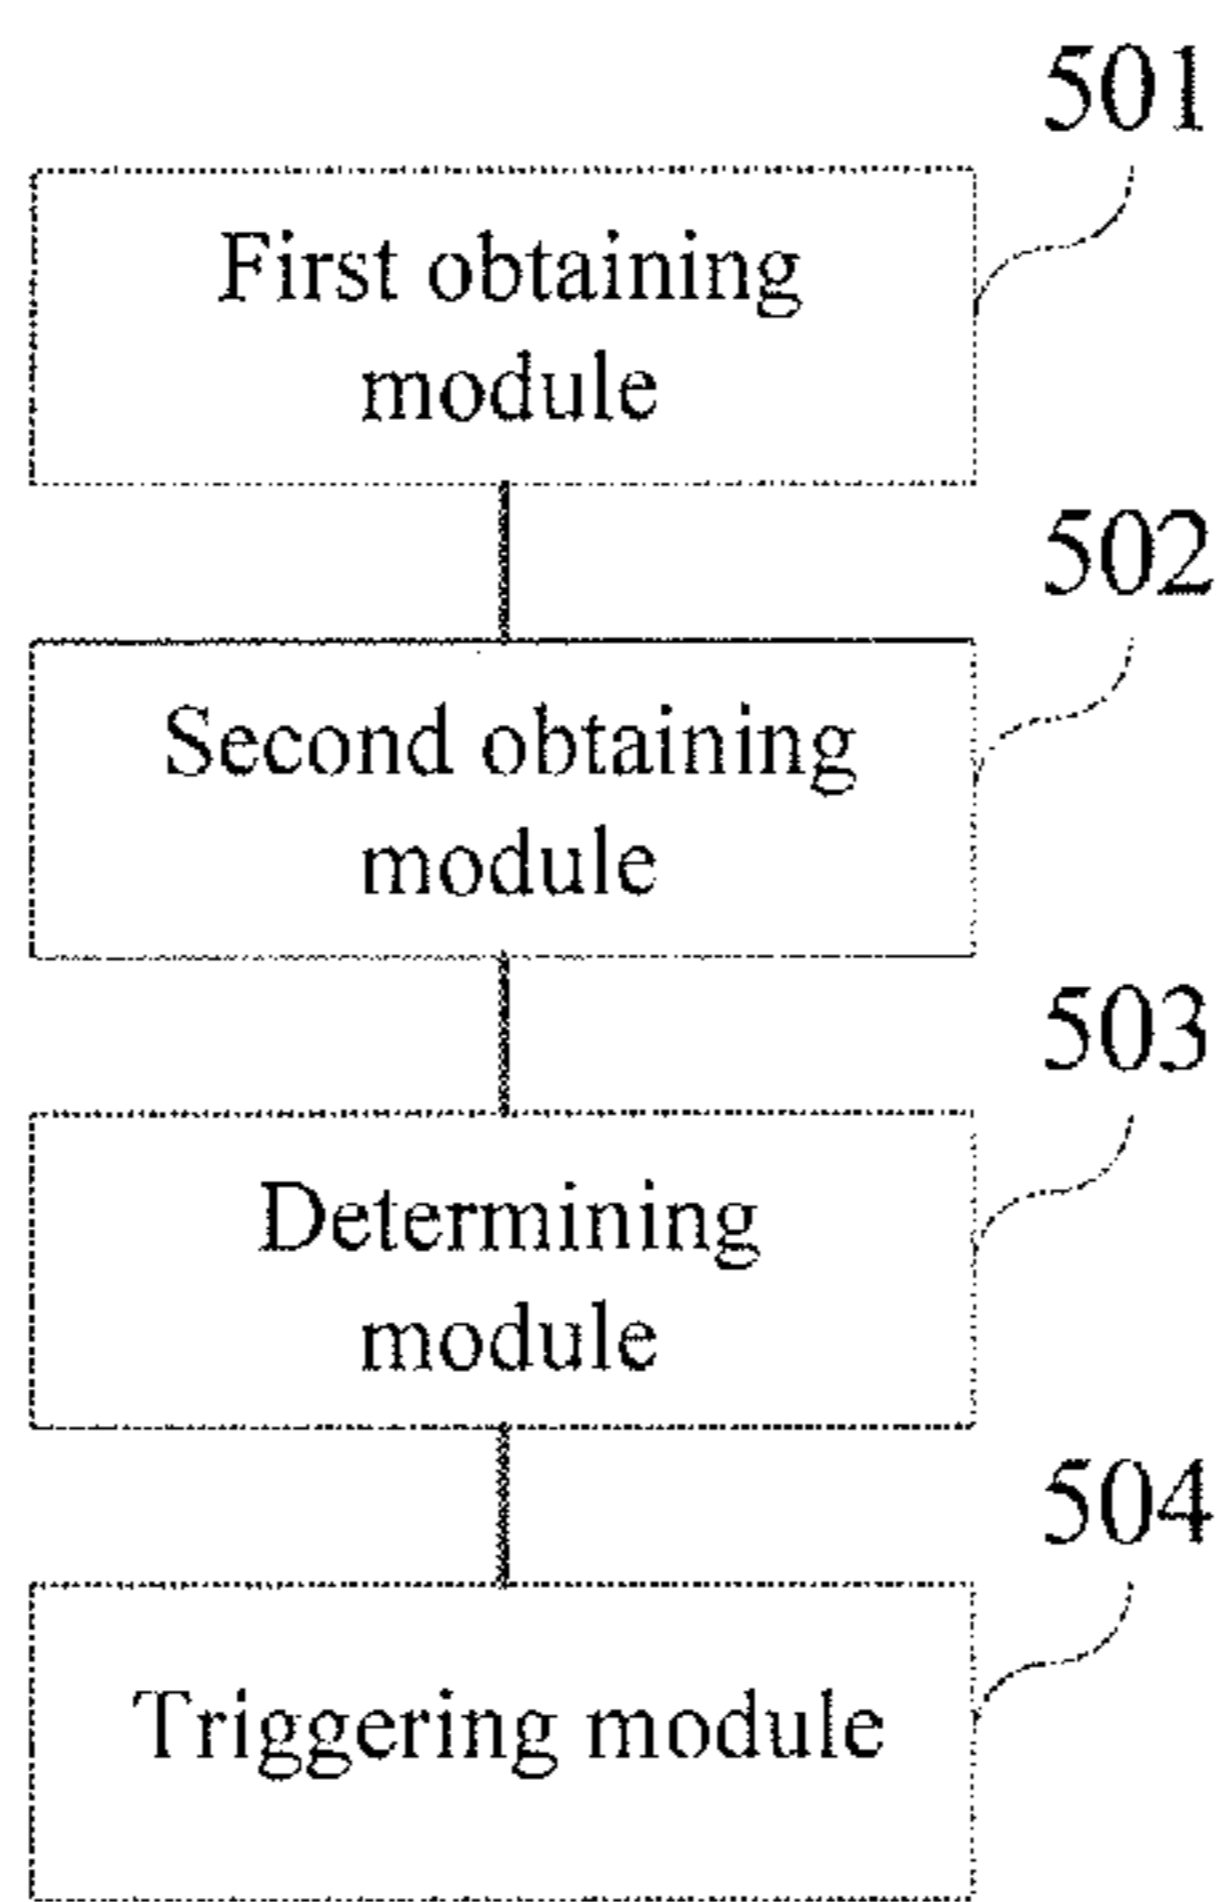 501
First obtaining
module
502
Second obtaining
module
503
Determining
module
504
Triggering module